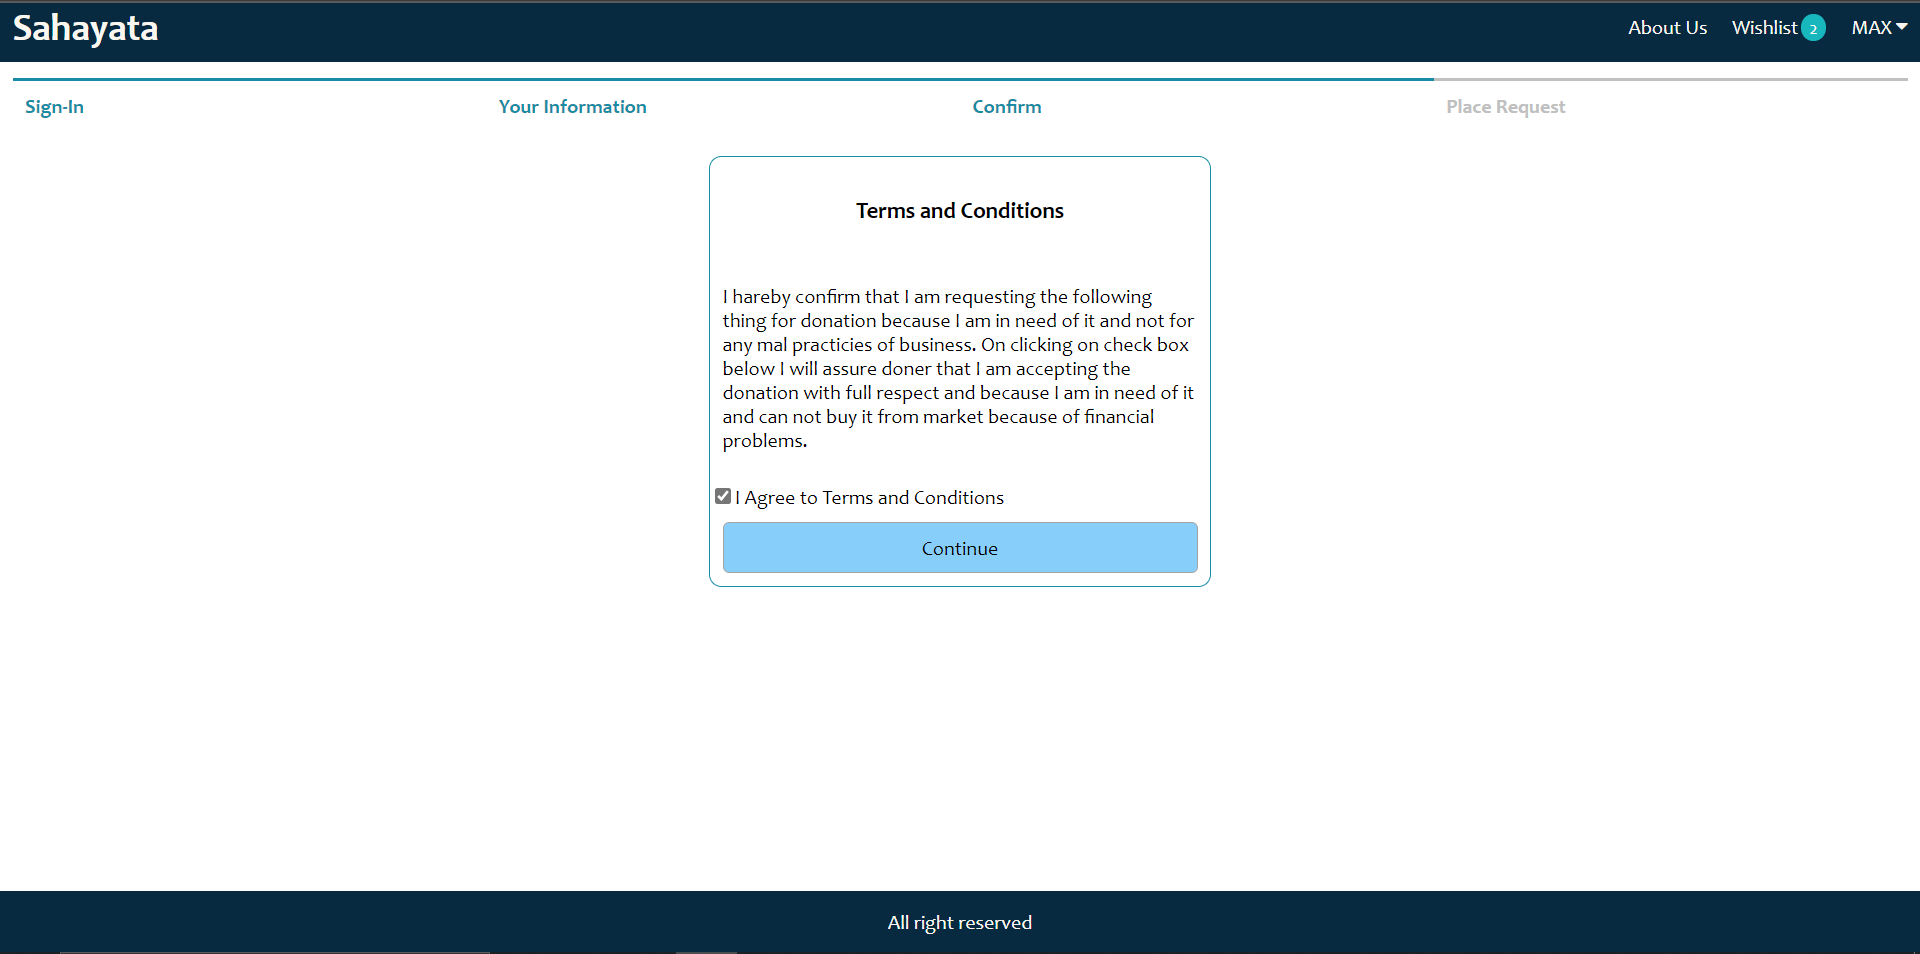 Sahayata
About Us Wishlist 2 MAX
Sign-In Your Information Confirm Place Request
Terms and Conditions
I hareby confirm that I am requesting the following
thing for donation because I am in need of it and not for
any mal practicies of business. On clicking on check box
below I will assure doner that I am accepting the
donation with full respect and because I am in need of it
and can not buy it from market because of financial
problems.
I Agree to Terms and Conditions
Continue
All right reserved